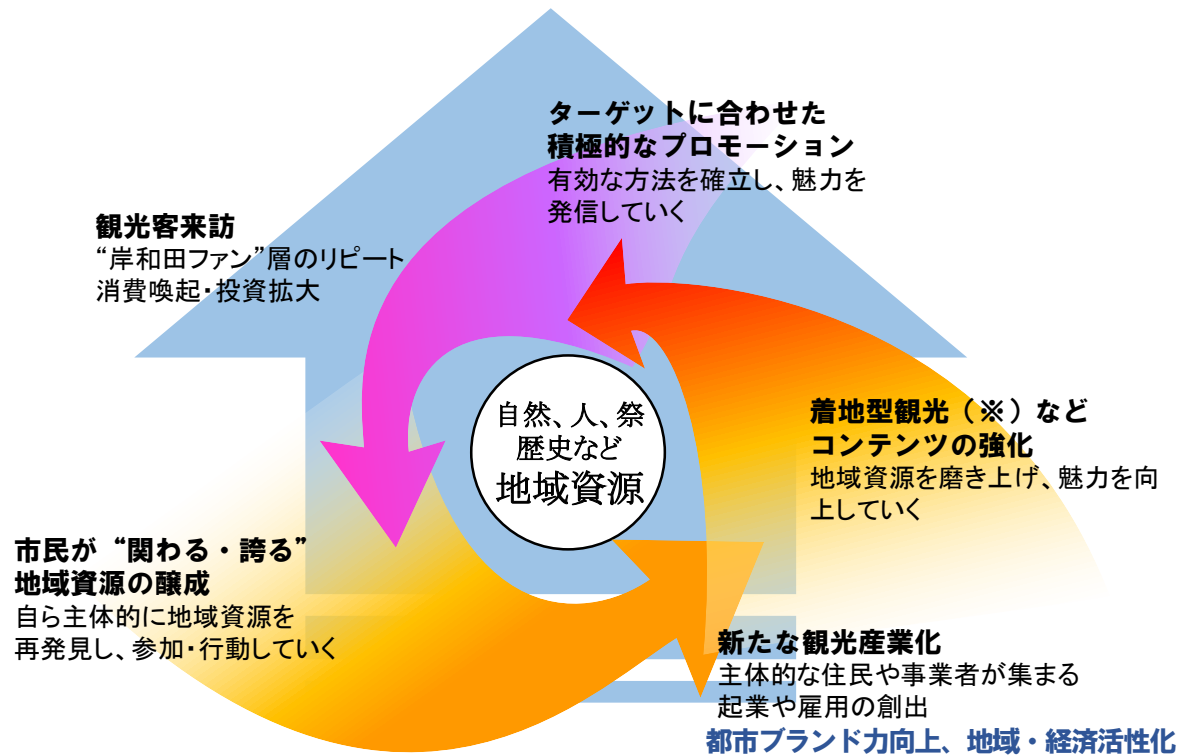 ターゲットに合わせた
積極的なプロモーション
有効な方法を確立し、魅力を
発信していく
観光客来訪
“岸和田ファン”層のリピート
消費喚起・投資拡大
自然、人、祭
歴史など
地域資源
着地型観光（※）など
コンテンツの強化
地域資源を磨き上げ、魅力を向
上していく
市民が“関わる・誇る”
地域資源の醸成
自ら主体的に地域資源を
再発見し、参加・行動していく
新たな観光産業化
主体的な住民や事業者が集まる
起業や雇用の創出
都市ブランド力向上、地域・経済活性化